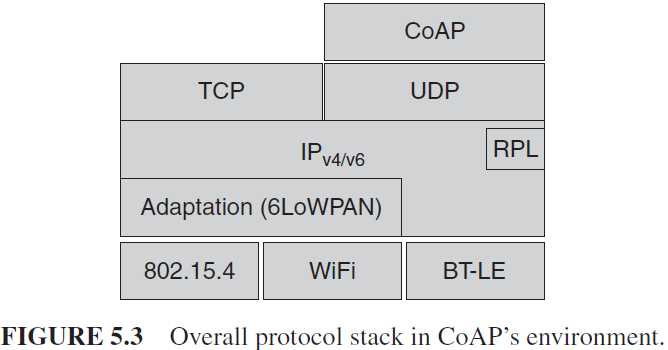 CoAP
TCP
UDP
IPv4/v6
RPL
Adaptation (6LoWPAN)
802.15.4
WiFi
BT-LE
FIGURE 5.3 Overall protocol stack in CoAP's environment.